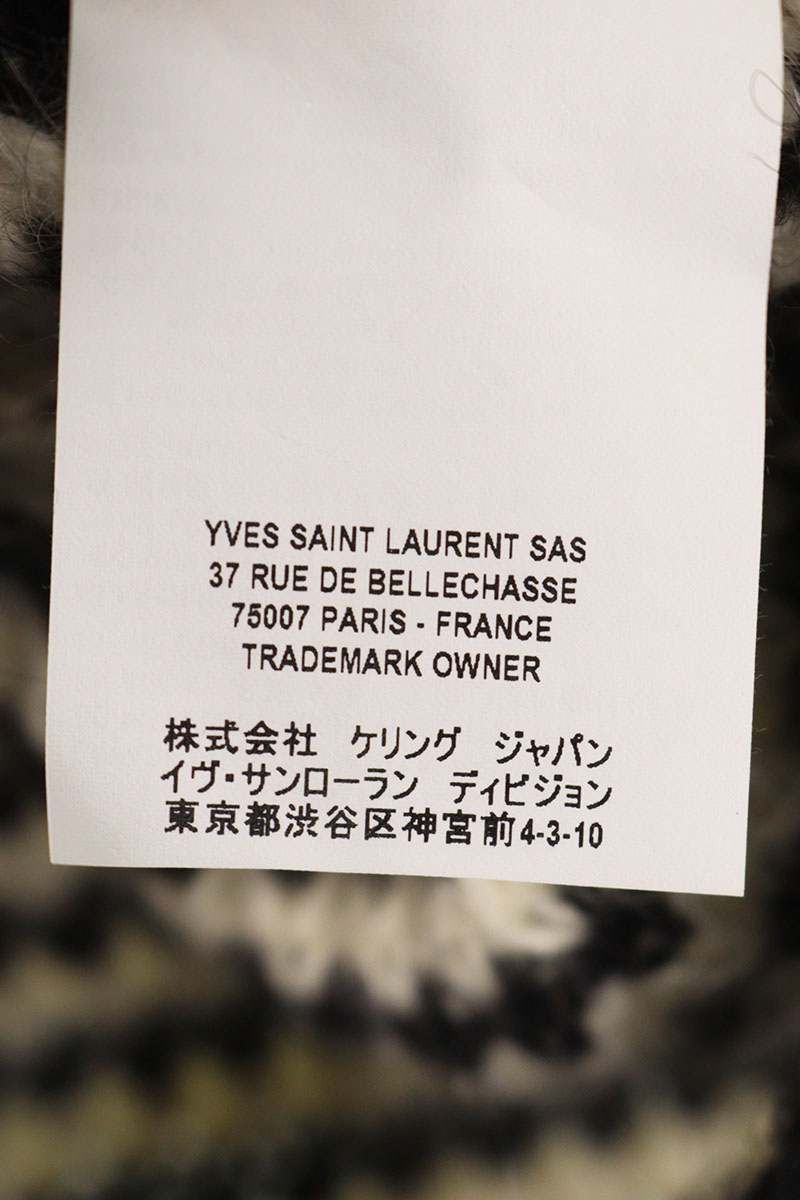 YVES SAINT LAURENT SAS
37 RUE DE BELLECHASSE
75007 PARIS - FRANCE
TRADEMARK OWNER
株式会社 ケリング ジャパン
イヴ・サンローラン ディビジョン
東京都渋谷区神宮前4-3-10